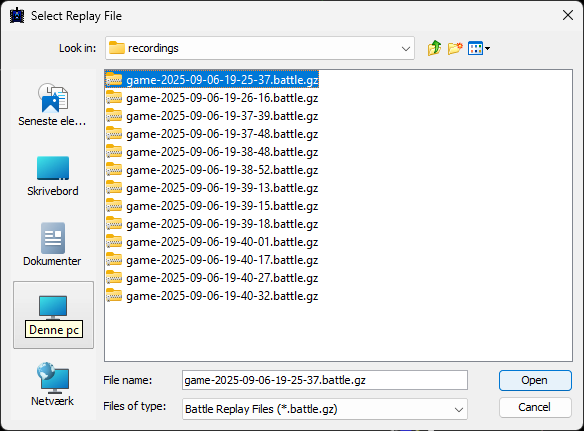 Select Replay File
Look in:
recordings
Seneste ele...
Skrivebord
Dokumenter
Denne pc
Netværk
game-2025-09-06-19-25-37.battle.gz
game-2025-09-06-19-26-16.battle.gz
game-2025-09-06-19-37-39.battle.gz
game-2025-09-06-19-37-48.battle.gz
game-2025-09-06-19-38-48.battle.gz
game-2025-09-06-19-38-52.battle.gz
game-2025-09-06-19-39-13.battle.gz
game-2025-09-06-19-39-15.battle.gz
game-2025-09-06-19-39-18.battle.gz
game-2025-09-06-19-40-01.battle.gz
game-2025-09-06-19-40-17.battle.gz
game-2025-09-06-19-40-27.battle.gz
game-2025-09-06-19-40-32.battle.gz
File name:
game-2025-09-06-19-25-37.battle.gz
Open
Files of type:
Battle Replay Files (*.battle.gz)
Cancel